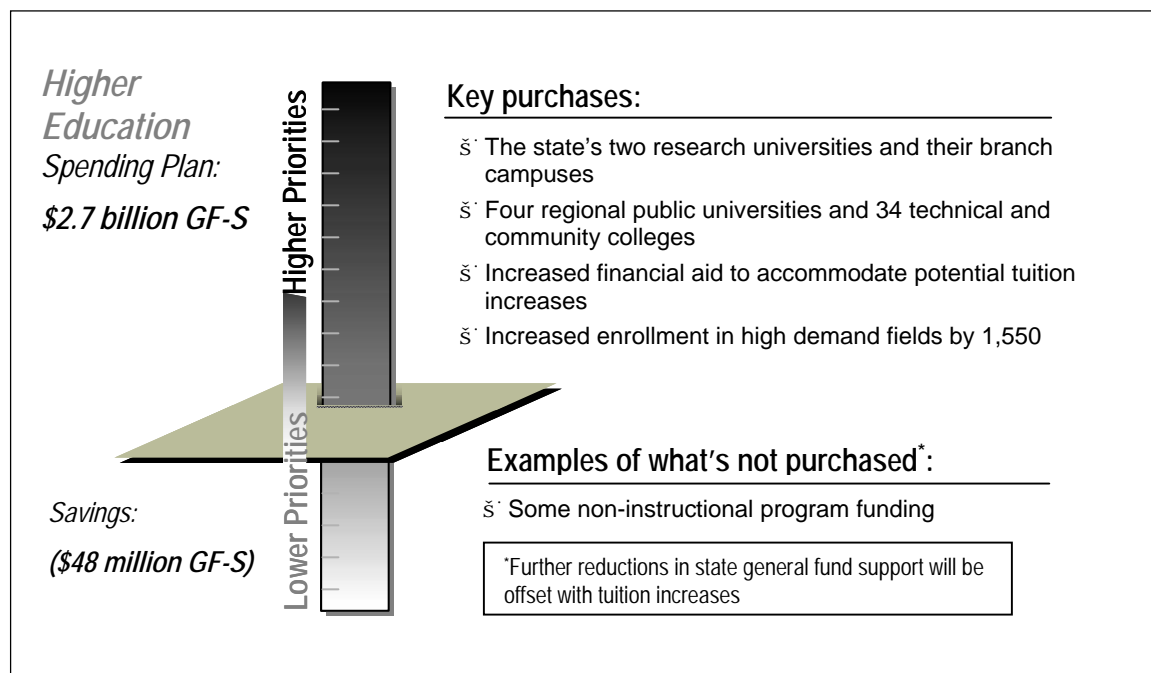 Higher
Education
Spending Plan:
$2.7 billion GF-S
Higher Priorities
Key purchases:
š˙ The state's two research universities and their branch
campuses
š˙ Four regional public universities and 34 technical and
community colleges
š˙ Increased financial aid to accommodate potential tuition
increases
š˙ Increased enrollment in high demand fields by 1,550
Lower Priorities
Savings:
($48 million GF-S)
Examples of what's not purchased*:
š˙ Some non-instructional program funding
*Further reductions in state general fund support will be
offset with tuition increases